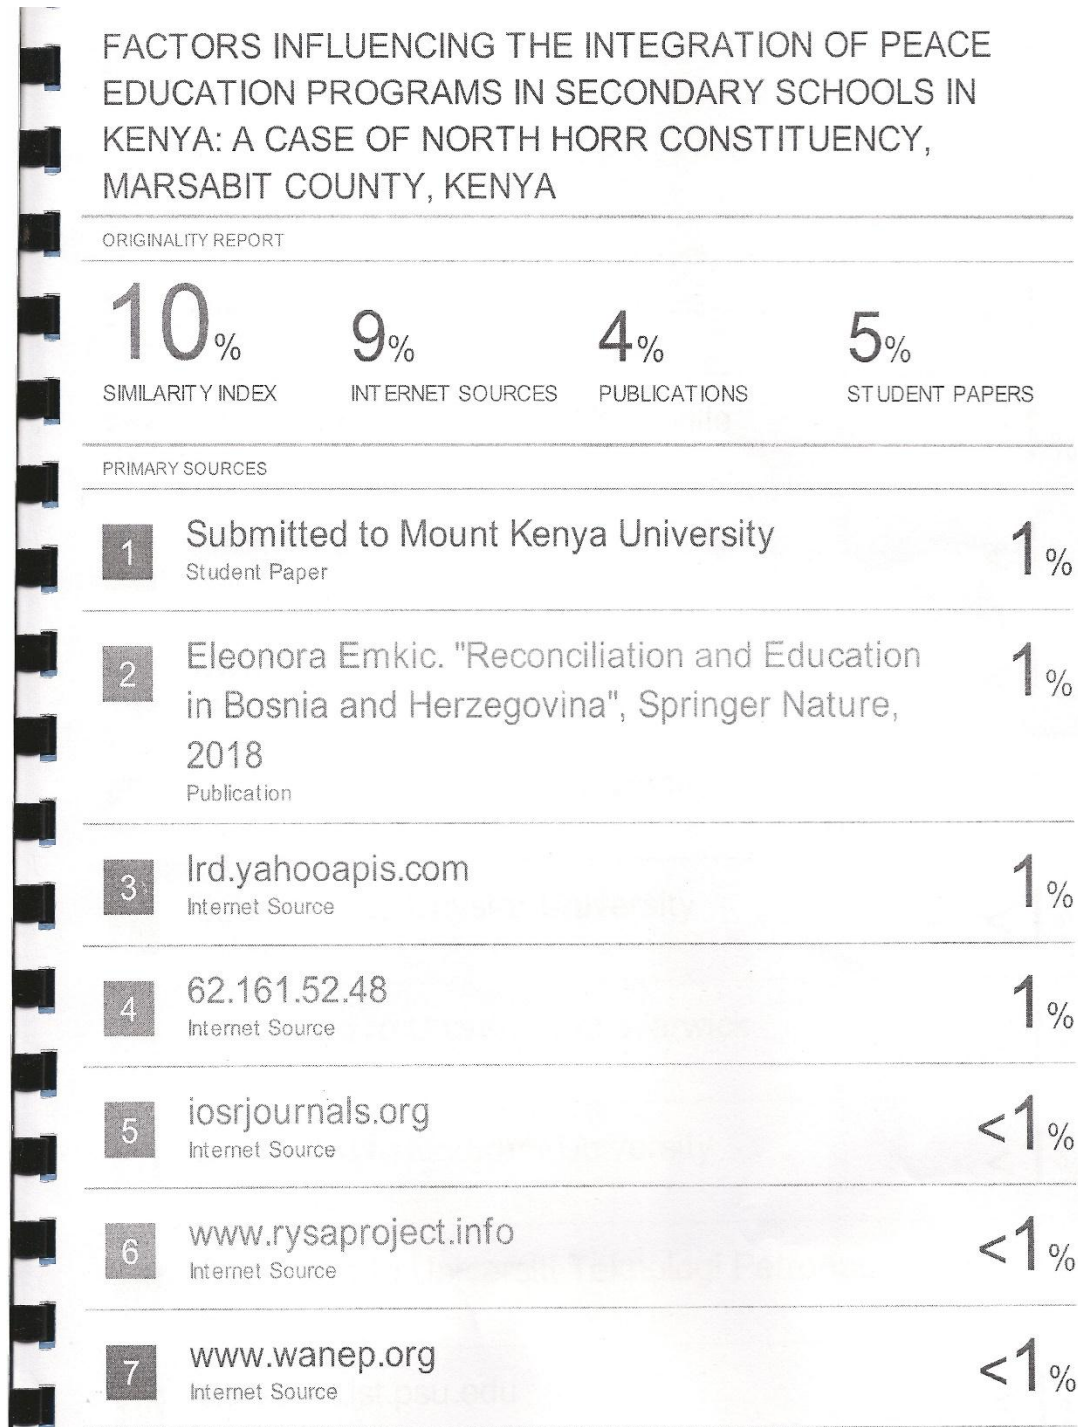 FACTORS INFLUENCING THE INTEGRATION OF PEACE
EDUCATION PROGRAMS IN SECONDARY SCHOOLS IN
KENYA: A CASE OF NORTH HORR CONSTITUENCY,
MARSABIT COUNTY, KENYA
ORIGINALITY REPORT
10% 9% 4% 5%
SIMILARITY INDEX INTERNET SOURCES PUBLICATIONS STUDENT PAPERS
PRIMARY SOURCES
1 Submitted to Mount Kenya University 1%
Student Paper
2 Eleonora Emkic. "Reconciliation and Education 1%
in Bosnia and Herzegovina", Springer Nature,
2018
Publication
3 lrd.yahooapis.com 1%
Internet Source
4 62.161.52.48 1%
Internet Source
5 iosrjournals.org <1%
Internet Source
6 www.rysaproject.info <1%
Internet Source
7 www.wanep.org <1%
Internet Source